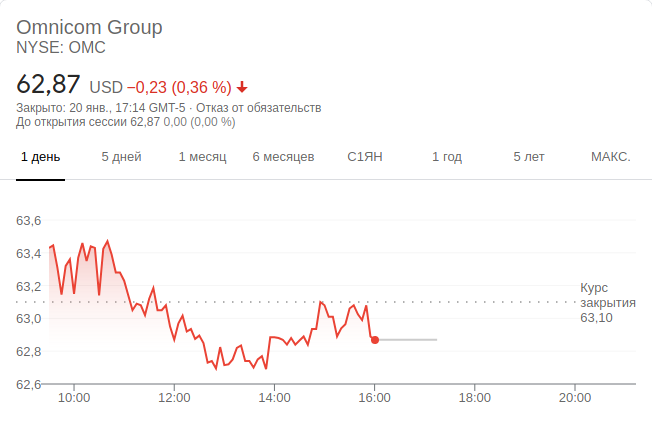 Omnicom Group
NYSE: OMC
62,87 USD −0,23 (0,36 %)
Закрыто: 20 янв., 17:14 GMT-5 · Отказ от обязательств
До открытия сессии 62,87 0,00 (0,00 %)
1 день 5 дней 1 месяц 6 месяцев С1ЯН 1 год 5 лет МАКС.
63,6
63,4
63,2
63,0
62,8
62,6
Курс
закрытия
63,10
10:00 12:00 14:00 16:00 18:00 20:00